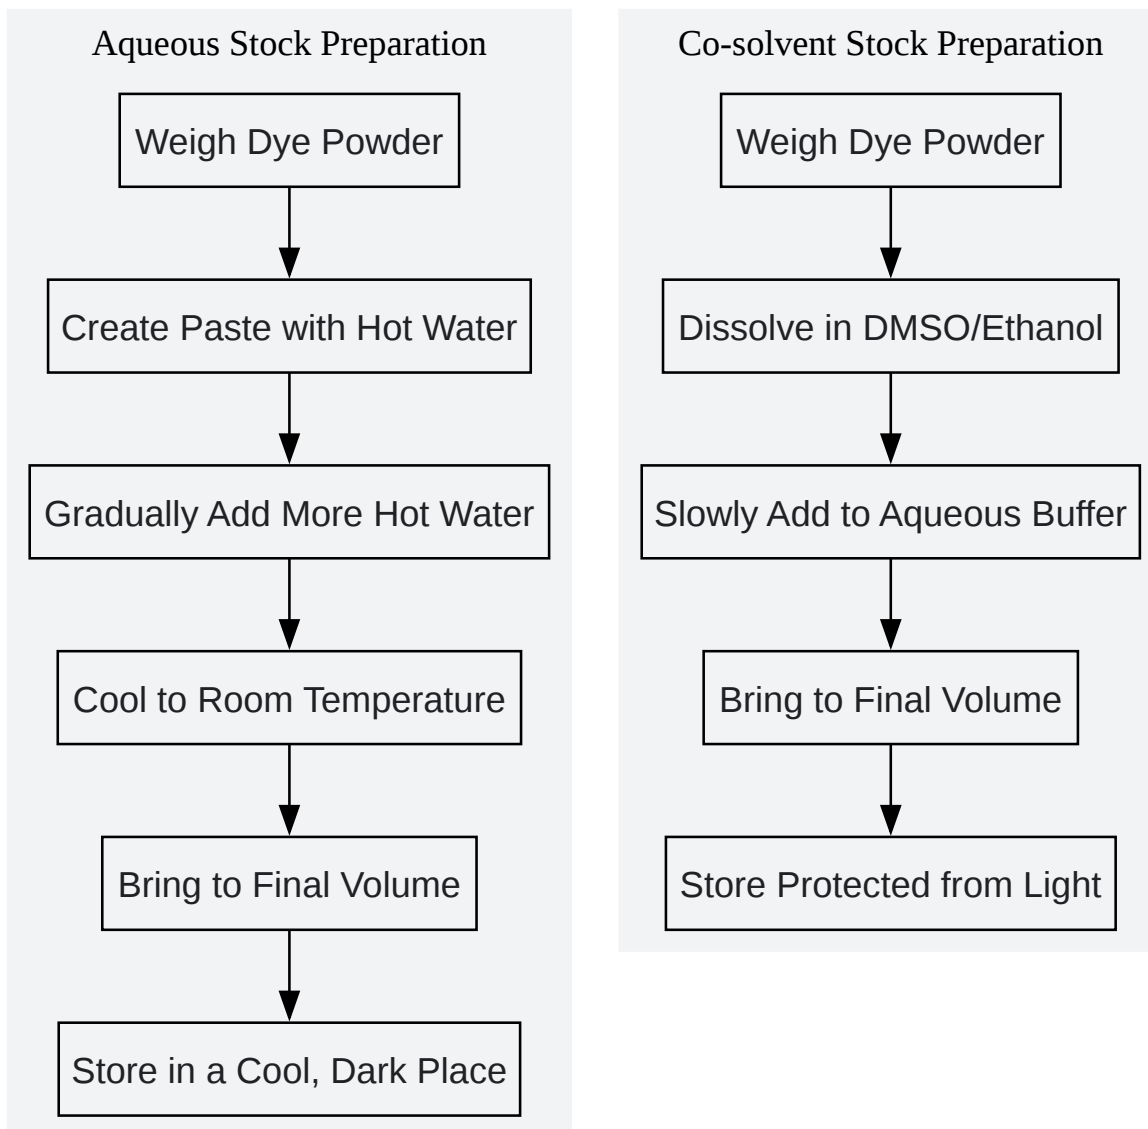 Aqueous Stock Preparation
Weigh Dye Powder
Create Paste with Hot Water
Gradually Add More Hot Water
Cool to Room Temperature
Bring to Final Volume
Store in a Cool, Dark Place
Co-solvent Stock Preparation
Weigh Dye Powder
Dissolve in DMSO/Ethanol
Slowly Add to Aqueous Buffer
Bring to Final Volume
Store Protected from Light